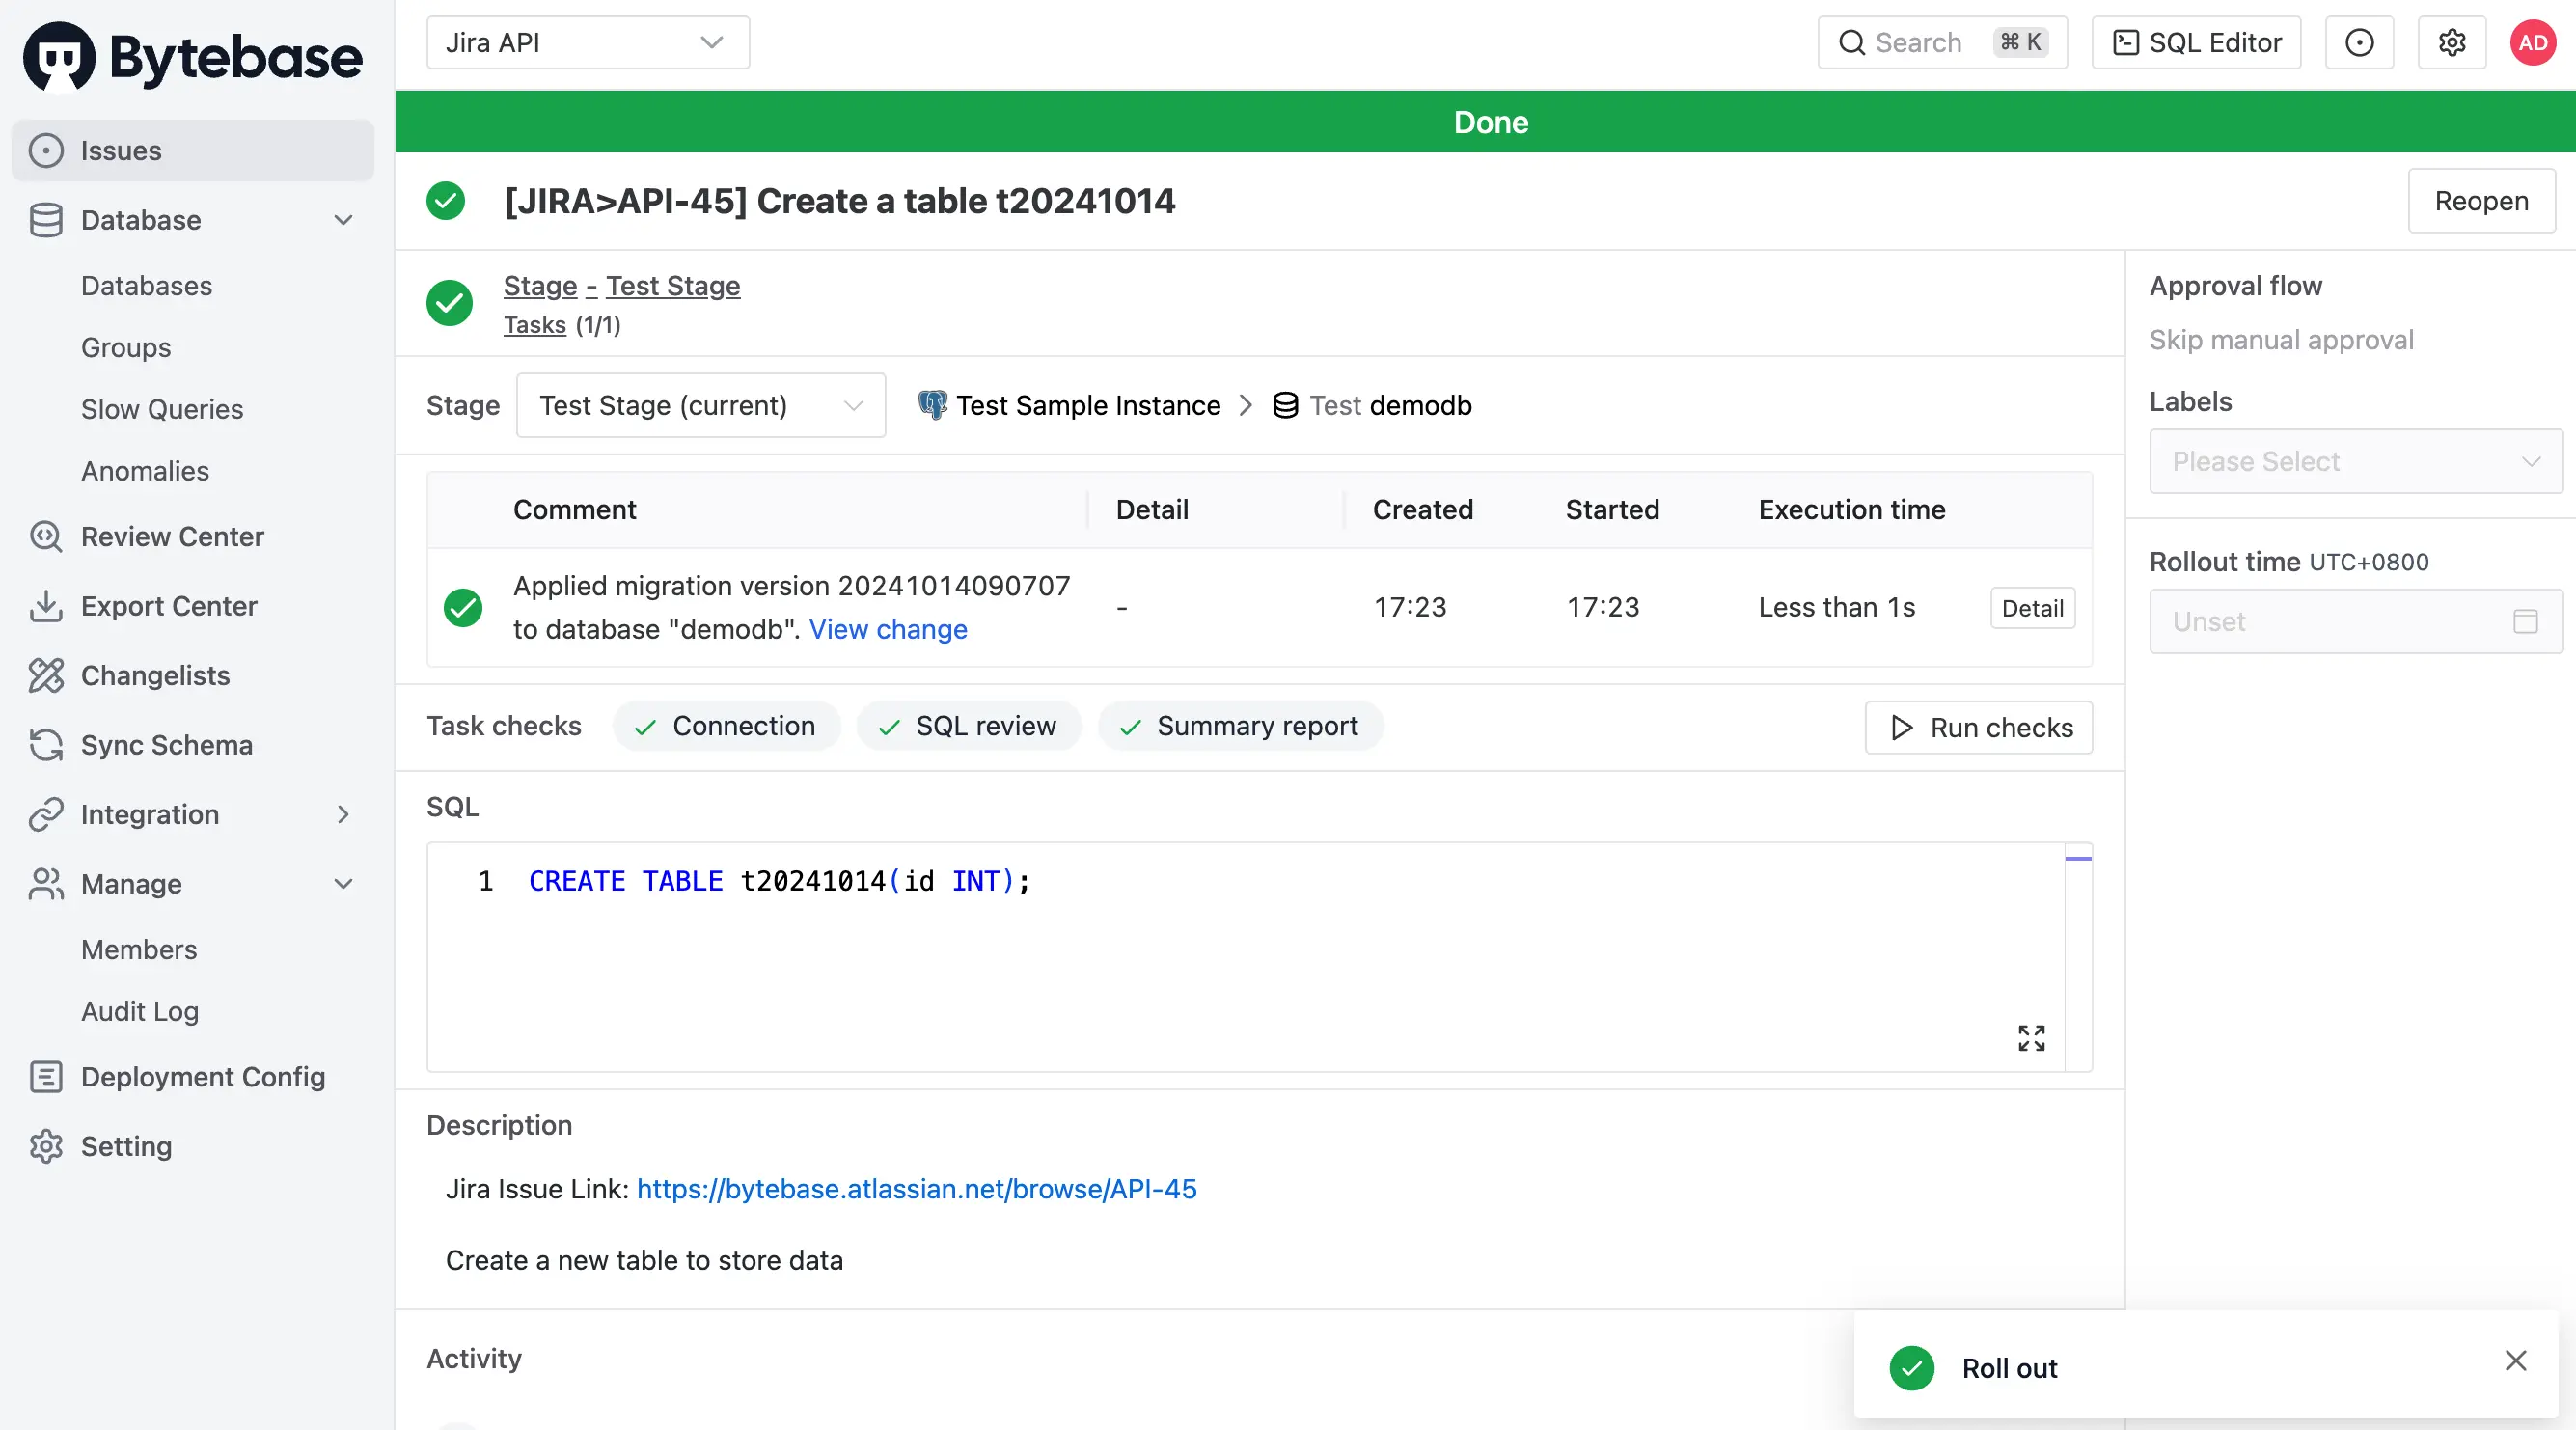 Bytebase
Issues
Database
Databases
Groups
Slow Queries
Anomalies
Review Center
Export Center
Changelists
Sync Schema
Integration
Manage
Members
Audit Log
Deployment Config
Setting
Jira API
Search ⌘ K
SQL Editor
AD
Done
[JIRA>API-45] Create a table t20241014
Reopen
Stage - Test Stage
Tasks (1/1)
Stage Test Stage (current) Test Sample Instance > Test demodb
Comment Detail Created Started Execution time
Applied migration version 20241014090707
to database "demodb". View change
- 17:23 17:23 Less than 1s Detail
Task checks Connection SQL review Summary report Run checks
SQL
1 CREATE TABLE t20241014(id INT);
Description
Jira Issue Link: https://bytebase.atlassian.net/browse/API-45
Create a new table to store data
Activity
Approval flow
Skip manual approval
Labels
Please Select
Rollout time UTC+0800
Unset
Roll out